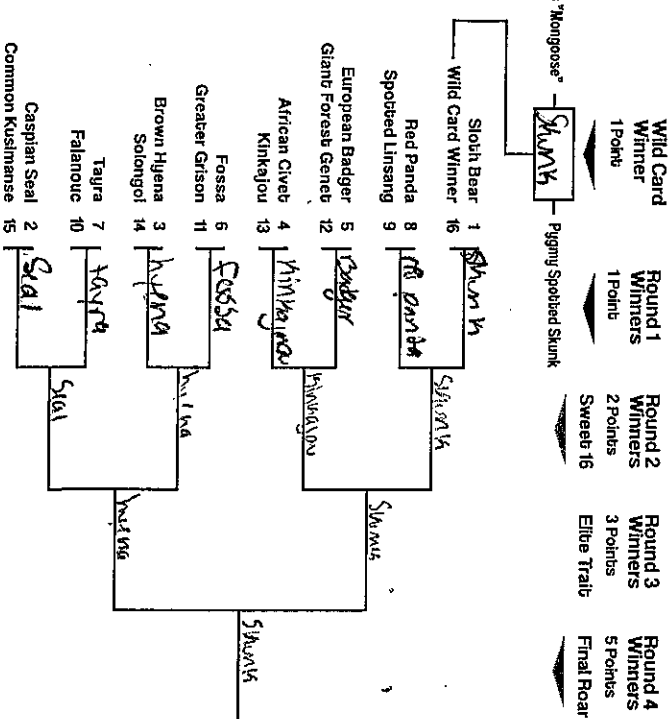 "Mongoose"
Skunk
Pygmy Spotted Skunk
Wild Card
Winner
1 Point
Round 1
Winners
1 Point
Round 2
Winners
2 Points
Sweet 16
Round 3
Winners
3 Points
Elite Trait
Round 4
Winners
5 Points
Final Roar
Sloth Bear 1
Wild Card Winner 16
Skunk
Red Panda 8
Spotted Linsang 9
panda
European Badger 5
Giant Forest Genet 12
Badger
African Civet 4
Kinkajou 13
Kinkajou
Fossa 6
Greater Grison 11
Fossa
Brown Hyena 3
Solongoi 14
hyena
Tayra 7
Falanouc 10
tayra
Caspian Seal 2
Common Kusimanse 15
Seal
Skunk
Kinkajou
hyena
Seal
Skunk
hyena
Skunk